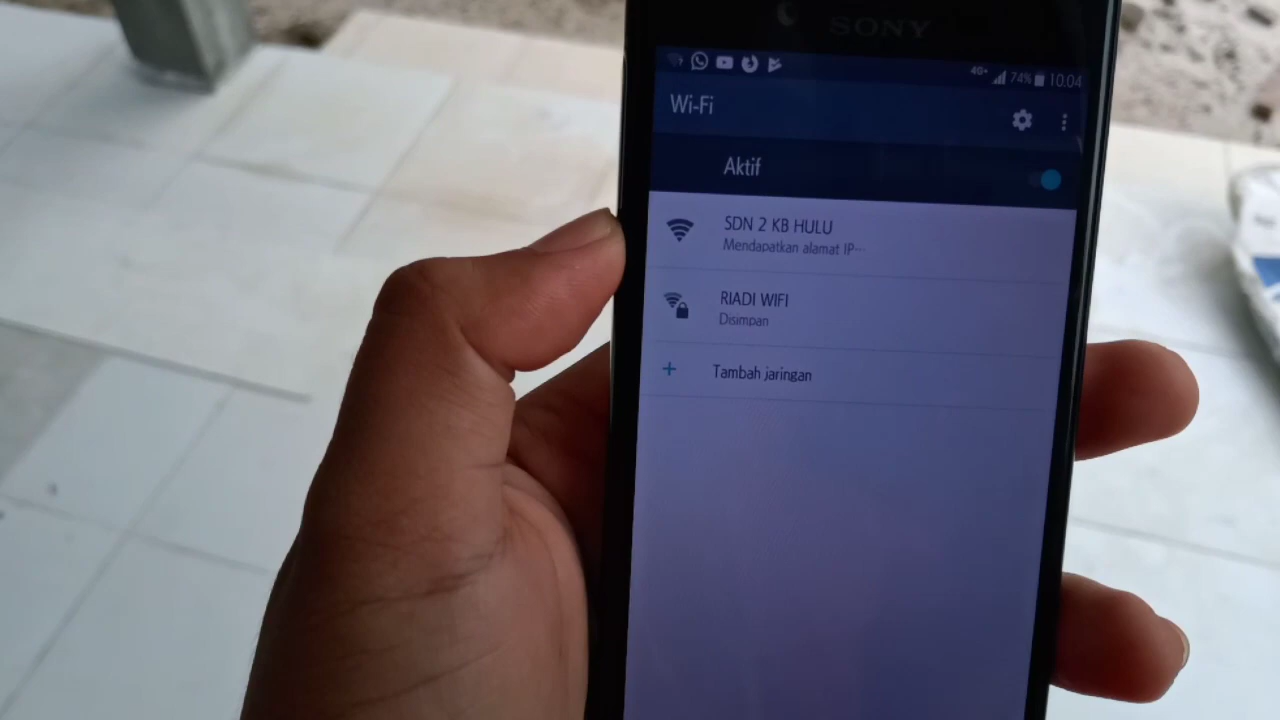 SONY
4G+ 74% 10.04
Wi-Fi
Aktif
SDN 2 KB HULU
Mendapatkan alamat IP…
RIADI WIFI
Disimpan
Tambah jaringan